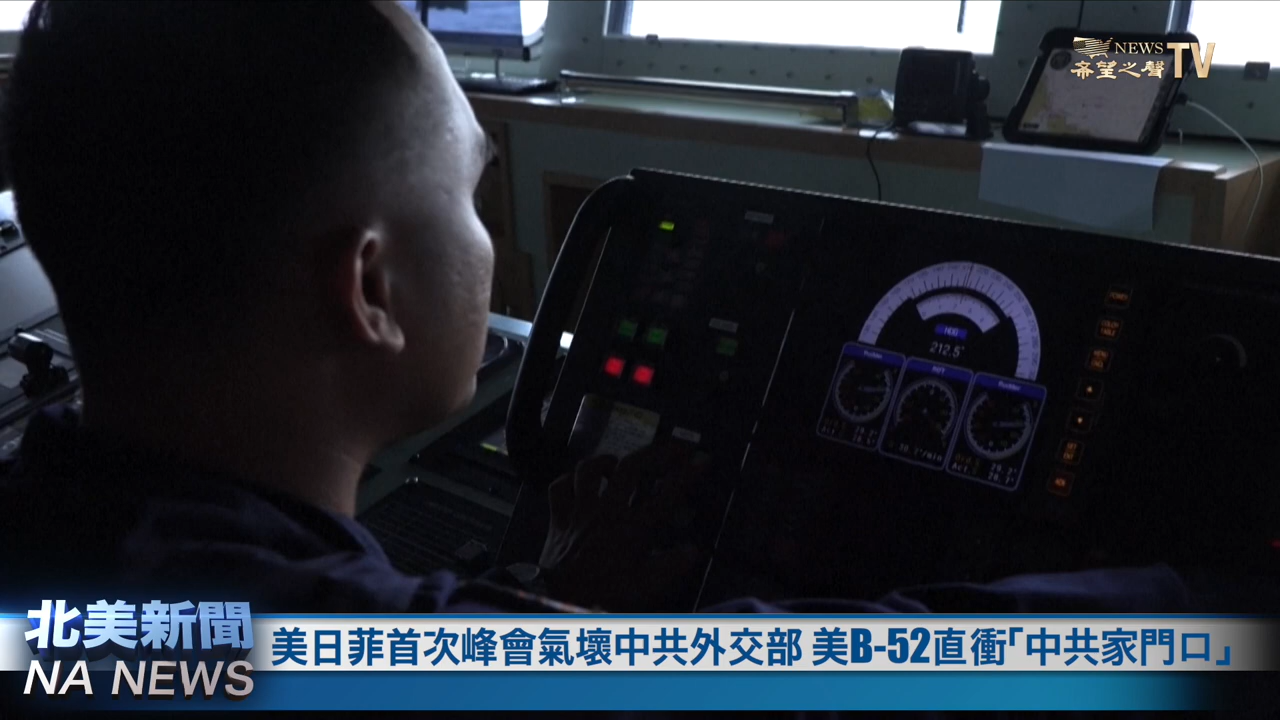 NEWS
希望之聲TV
HDG
212.5°
北美新聞
NA NEWS
美日菲首次峰會氣壞中共外交部 美B-52直衝「中共家門口」